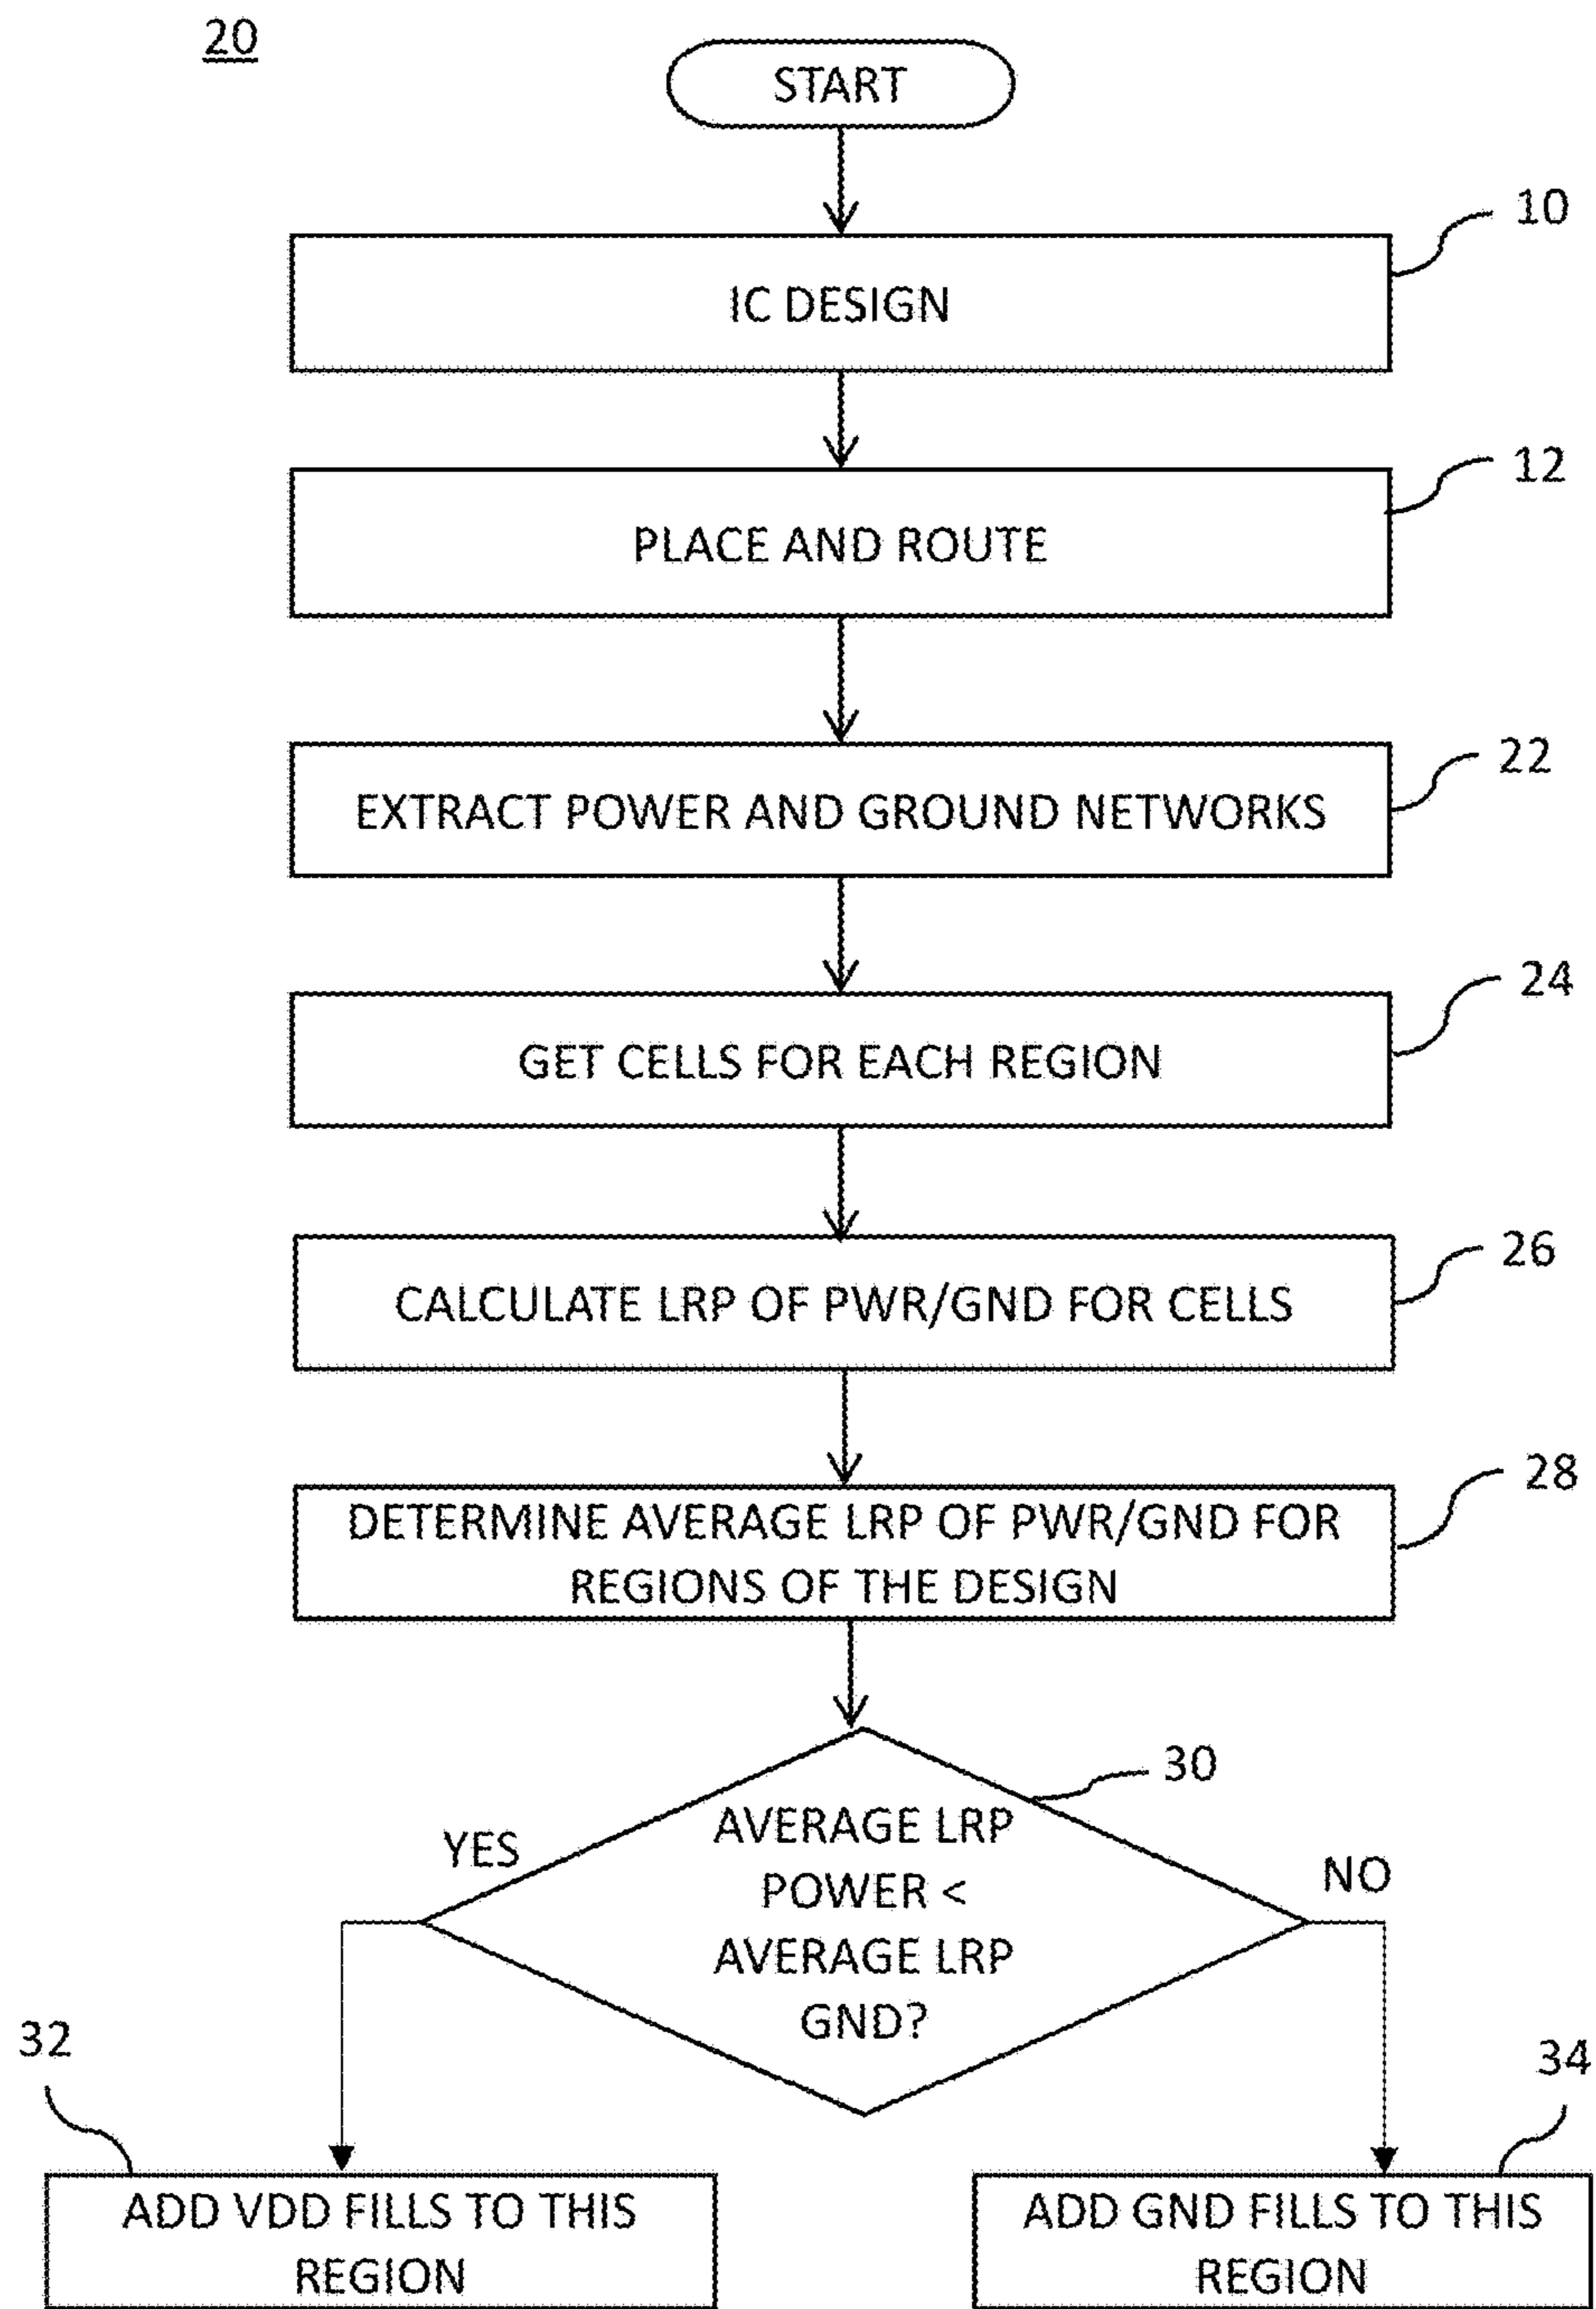 20
START
10
IC DESIGN
12
PLACE AND ROUTE
22
EXTRACT POWER AND GROUND NETWORKS
24
GET CELLS FOR EACH REGION
26
CALCULATE LRP OF PWR/GND FOR CELLS
28
DETERMINE AVERAGE LRP OF PWR/GND FOR
REGIONS OF THE DESIGN
30
AVERAGE LRP
POWER <
AVERAGE LRP
GND?
YES
NO
32
ADD VDD FILLS TO THIS
REGION
34
ADD GND FILLS TO THIS
REGION